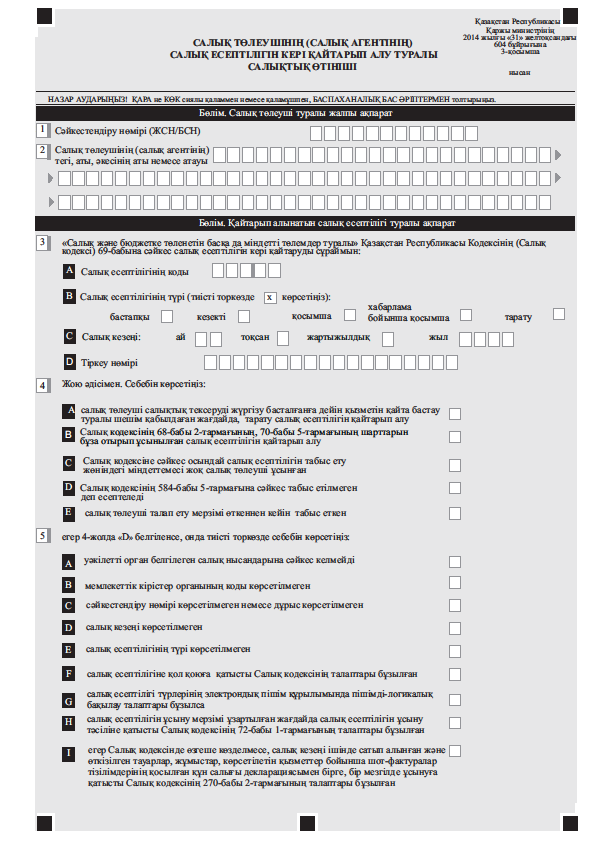 Қазақстан Республикасы
Қаржы министрінің
2014 жылғы «31» желтоқсандағы
604 бұйрығына
3-қосымша
нысан
САЛЫҚ ТӨЛЕУШІНІҢ (САЛЫҚ АГЕНТІНІҢ)
САЛЫҚ ЕСЕПТІЛІГІН КЕРІ ҚАЙТАРЫП АЛУ ТУРАЛЫ
САЛЫҚТЫҚ ӨТІНІШІ
НАЗАР АУДАРЫҢЫЗ! ҚАРА не КӨК сиялы қаламмен немесе қаламұшпен, БАСПАХАНАЛЫҚ БАС ӘРІПТЕРМЕН толтырыңыз.
Бөлім. Салық төлеуші туралы жалпы ақпарат
1 Сәйкестендіру нөмірі (ЖСН/БСН)
2 Салық төлеушінің (салық агентінің)
тегі, аты, әкесінің аты немесе атауы
Бөлім. Қайтарып алынатын салық есептілігі туралы ақпарат
3 «Салық және бюджетке төленетін басқа да міндетті төлемдер туралы» Қазақстан Республикасы Кодексінің (Салық
кодексі) 69-бабына сәйкес салық есептілігін кері қайтаруды сұраймын:
A Салық есептілігінің коды
B Салық есептілігінің түрі (тиісті торкөзде x көрсетіңіз):
бастапқы кезекті қосымша хабарлама
бойынша қосымша тарату
C Салық кезеңі: ай тоқсан жартыжылдық жыл
D Тіркеу нөмірі
4 Жою әдісімен. Себебін көрсетіңіз:
A салық төлеуші салықтық тексеруді жүргізу басталғанға дейін қызметін қайта бастау
туралы шешім қабылдаған жағдайда, тарату салық есептілігін қайтарып алу
B Салық кодексінің 68-бабы 2-тармағының, 70-бабы 5-тармағының шарттарын
бұза отырып ұсынылған салық есептілігін қайтарып алу
C Салық кодексіне сәйкес осындай салық есептілігін табыс ету
жөніндегі міндеттемесі жоқ салық төлеуші ұсынған
D Салық кодексінің 584-бабы 5-тармағына сәйкес табыс етілмеген
деп есептеледі
E салық төлеуші талап ету мерзімі өткеннен кейін табыс еткен
5 егер 4-жолда «D» белгіленсе, онда тиісті торкөзде себебін көрсетіңіз:
A уәкілетті орган белгілеген салық нысандарына сәйкес келмейді
B мемлекеттік кірістер органының коды көрсетілмеген
C сәйкестендіру нөмірі көрсетілмеген немесе дұрыс көрсетілмеген
D салық кезеңі көрсетілмеген
E салық есептілігінің түрі көрсетілмеген
F салық есептілігіне қол қоюға қатысты Салық кодексінің талаптары бұзылған
G салық есептілігі түрлерінің электрондық пішім құрылымында пішімді-логикалық
бақылау талаптары бұзылса
H салық есептілігін ұсыну мерзімі ұзартылған жағдайда салық есептілігін ұсыну
тәсіліне қатысты Салық кодексінің 72-бабы 1-тармағының талаптары бұзылған
I егер Салық кодексінде өзгеше көзделмесе, салық кезеңі ішінде сатып алынған және
өткізілген тауарлар, жұмыстар, көрсетілетін қызметтер бойынша шот-фактуралар
тізілімдерінің қосылған құн салығы декларациясымен бірге, бір мезгілде ұсынуға
қатысты Салық кодексінің 270-бабы 2-тармағының талаптары бұзылған